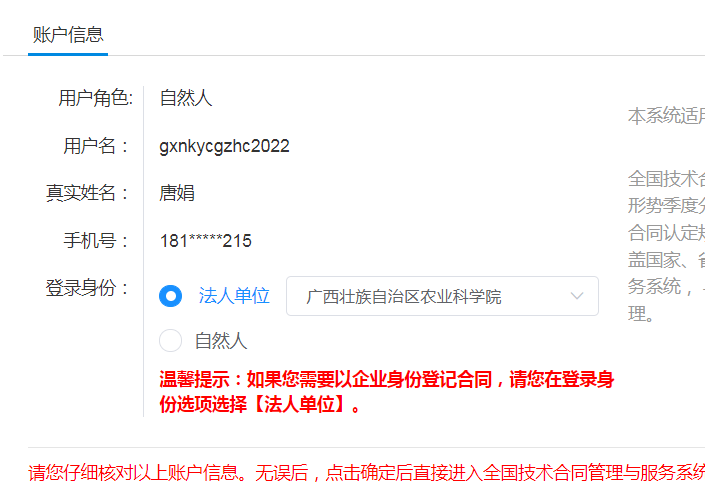 账户信息
用户角色: 自然人
用户名： gxnkycgzhc2022
真实姓名： 唐娟
手机号： 181*****215
登录身份： 法人单位 广西壮族自治区农业科学院
自然人
温馨提示：如果您需要以企业身份登记合同，请您在登录身
份选项选择【法人单位】。
本系统适用
全国技术合
形势季度分
合同认定规
盖国家、省
务系统，
理。
请您仔细核对以上账户信息。无误后，点击确定后直接进入全国技术合同管理与服务系统